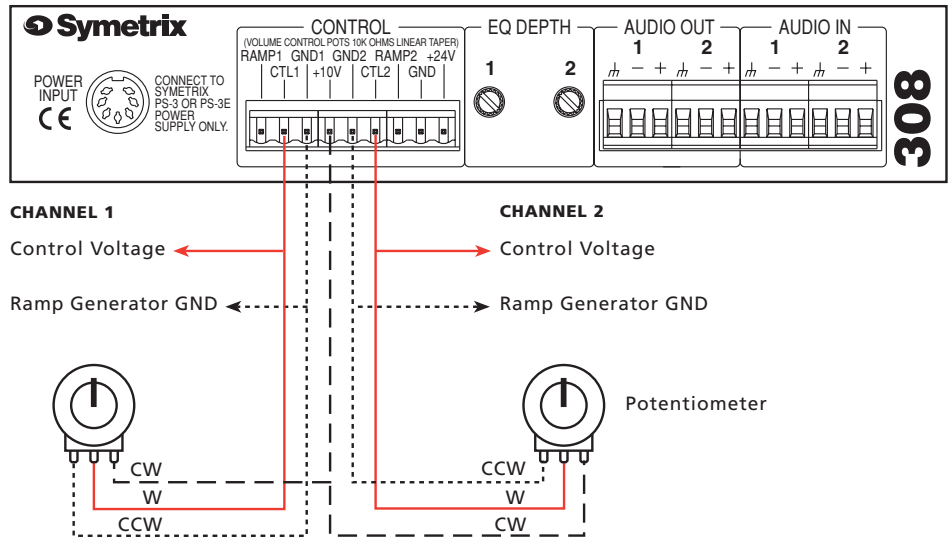 Symetrix
CONTROL
(VOLUME CONTROL POTS 10K OHMS LINEAR TAPER)
RAMP1 GND1 GND2 RAMP2 +24V
CTL1 +10V CTL2 GND
EQ DEPTH
1 2
AUDIO OUT
1 2
- + - +
AUDIO IN
1 2
- + - +
POWER
INPUT
CE
CONNECT TO
SYMETRIX
PS-3 OR PS-3E
POWER
SUPPLY ONLY.
308
CHANNEL 1
Control Voltage
Ramp Generator GND
CHANNEL 2
Control Voltage
Ramp Generator GND
Potentiometer
CW
W
CCW
CCW
W
CW